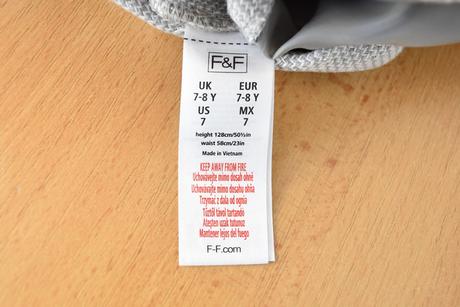 F&F
UK EUR
7-8 Y 7-8 Y
US MX
7 7
height 128cm/50½in
waist 58cm/23in
Made in Vietnam
KEEP AWAY FROM FIRE
Uchovávejte mimo dosah ohně
Uchovávajte mimo dosahu ohňa
Trzymać z dala od ognia
Tűztől távol tartandó
Ateşten uzak tutunuz
Mantener lejos del fuego
F-F.com